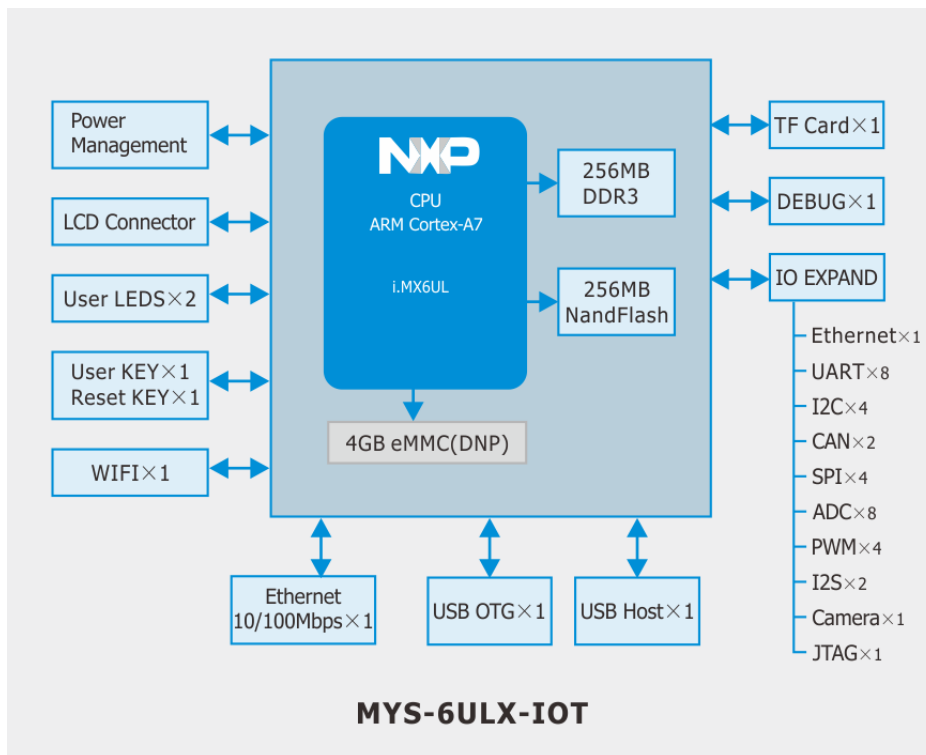 Power
Management
LCD Connector
User LEDS×2
User KEY×1
Reset KEY×1
WIFI×1
NXP
CPU
ARM Cortex-A7
i.MX6UL
256MB
DDR3
256MB
NandFlash
4GB eMMC(DNP)
TF Card×1
DEBUG×1
IO EXPAND
Ethernet×1
UART×8
I2C×4
CAN×2
SPI×4
ADC×8
PWM×4
I2S×2
Camera×1
JTAG×1
Ethernet
10/100Mbps×1
USB OTG×1
USB Host×1
MYS-6ULX-IOT